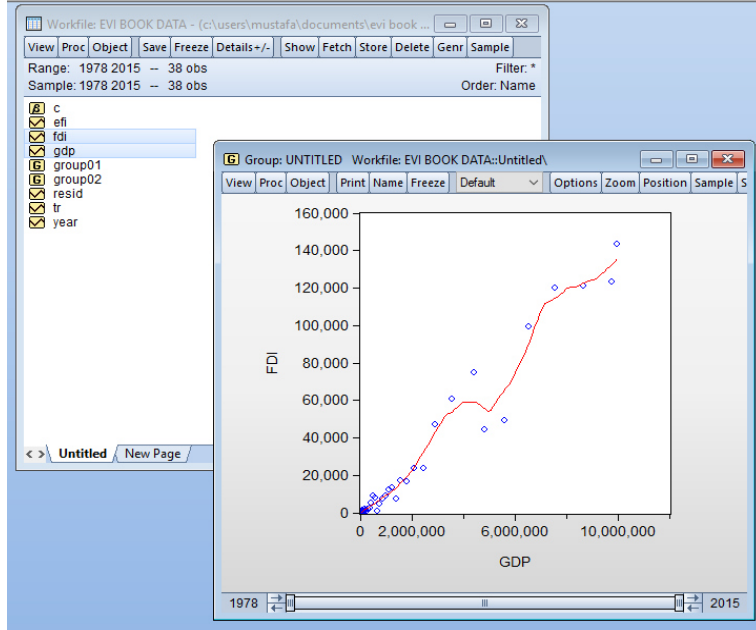 Workfile: EVI BOOK DATA - (c:\users\mustafa\documents\evi book ...
View Proc Object Save Freeze Details+/- Show Fetch Store Delete Genr Sample
Range: 1978 2015 -- 38 obs Filter: *
Sample: 1978 2015 -- 38 obs Order: Name
c
efi
fdi
gdp
group01
group02
resid
tr
year
Untitled New Page
Group: UNTITLED Workfile: EVI BOOK DATA::Untitled\
View Proc Object Print Name Freeze Default Options Zoom Position Sample S
160,000
140,000
120,000
100,000
80,000
60,000
40,000
20,000
0
FDI
0 2,000,000 6,000,000 10,000,000
GDP
1978 2015